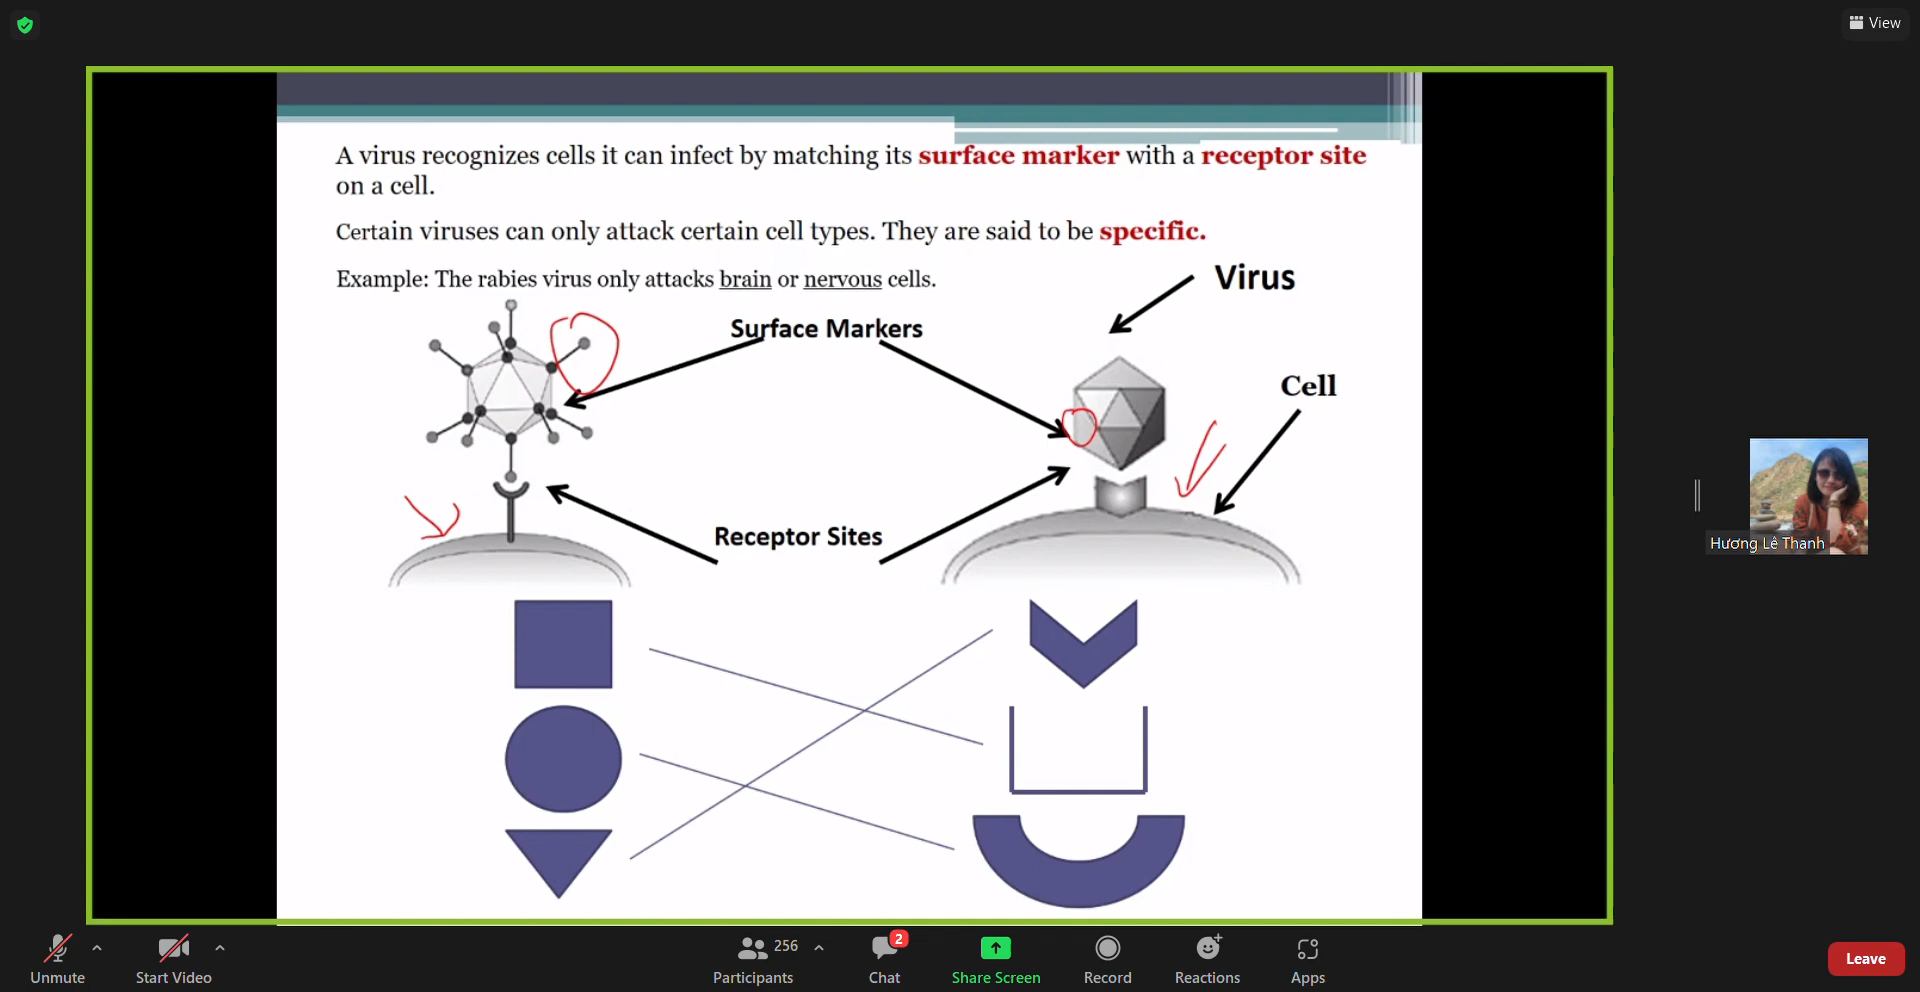 View
A virus recognizes cells it can infect by matching its surface marker with a receptor site
on a cell.
Certain viruses can only attack certain cell types. They are said to be specific.
Example: The rabies virus only attacks brain or nervous cells.
Virus
Surface Markers
Cell
Receptor Sites
Hương Lê Thanh
Unmute
Start Video
256
Participants
2
Chat
Share Screen
Record
Reactions
Apps
Leave